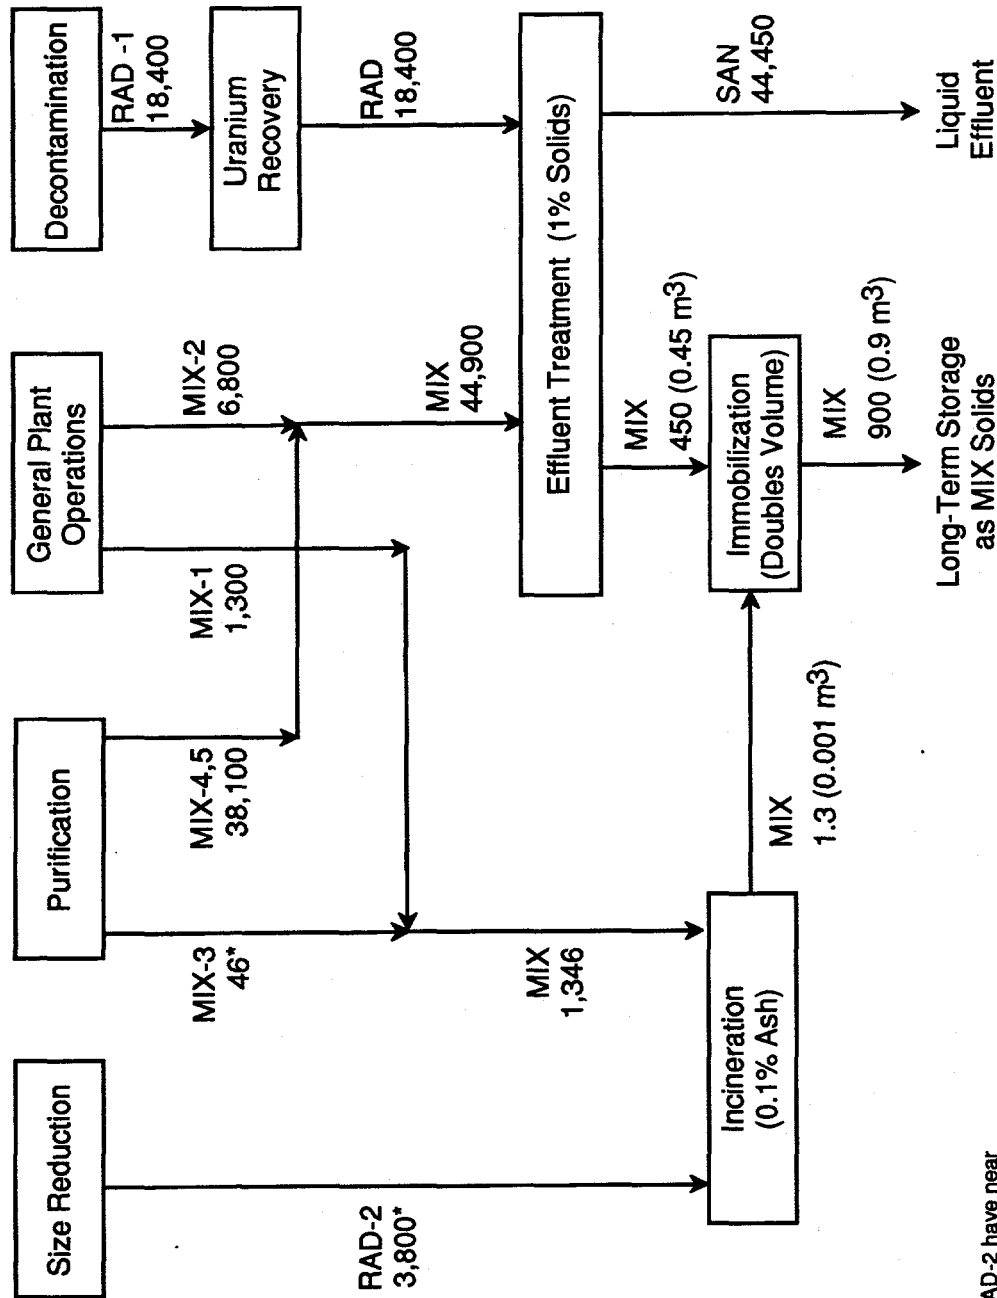 Size Reduction
Purification
General Plant
Operations
Decontamination
RAD-2
3,800*
MIX-3
46*
MIX-4,5
38,100
MIX-1
1,300
MIX-2
6,800
RAD -1
18,400
Uranium
Recovery
MIX
1,346
MIX
44,900
RAD
18,400
Effluent Treatment (1% Solids)
Incineration
(0.1% Ash)
MIX
1.3 (0.001 m³)
MIX
450 (0.45 m³)
Immobilization
(Doubles Volume)
SAN
44,450
MIX
900 (0.9 m³)
Long-Term Storage
as MIX Solids
Liquid
Effluent
AD-2 have near